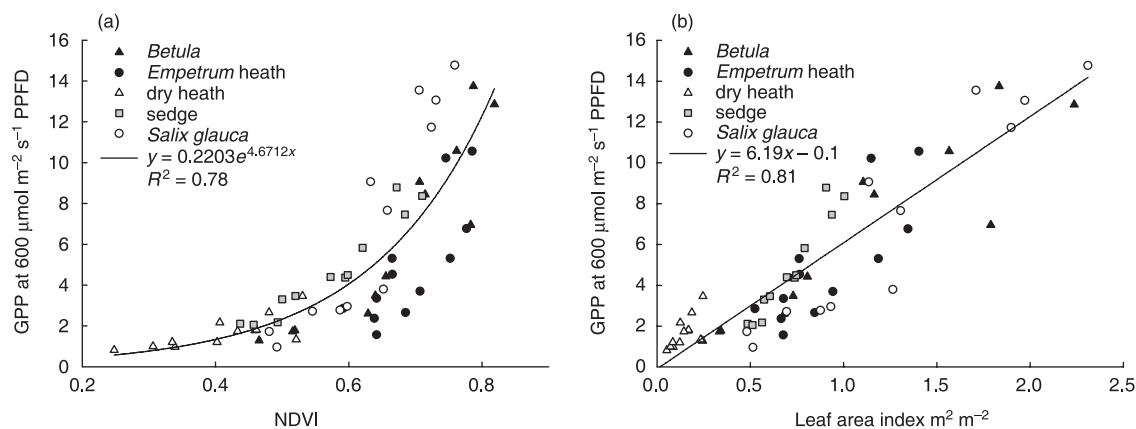 (a)
GPP at 600 μmol m⁻² s⁻¹ PPFD
16
14
12
10
8
6
4
2
0
Betula
Empetrum heath
dry heath
sedge
Salix glauca
y = 0.2203e^4.6712x
R² = 0.78
0.2
0.4
0.6
0.8
NDVI
(b)
GPP at 600 μmol m⁻² s⁻¹ PPFD
16
14
12
10
8
6
4
2
0
Betula
Empetrum heath
dry heath
sedge
Salix glauca
y = 6.19x – 0.1
R² = 0.81
0.0
0.5
1.0
1.5
2.0
2.5
Leaf area index m² m⁻²